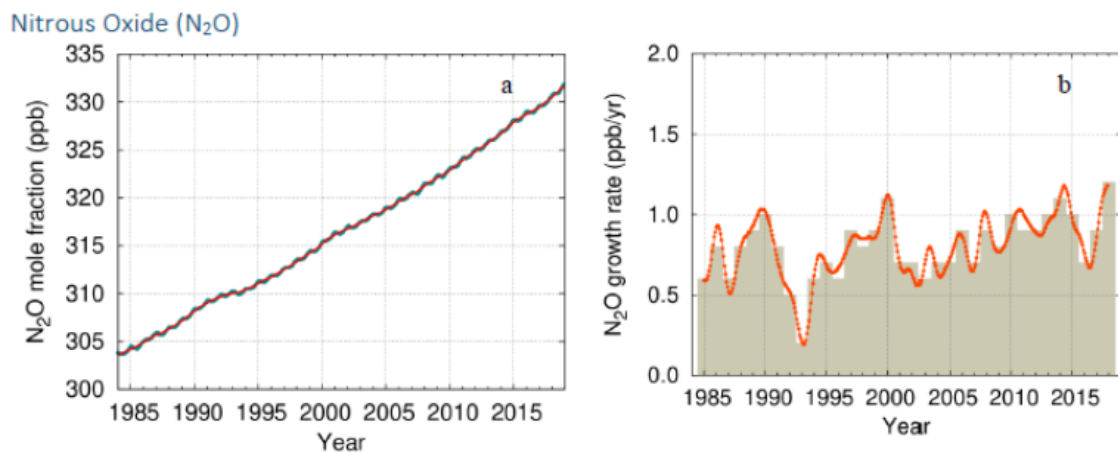 Nitrous Oxide (N₂O)
335
330
325
320
315
310
305
300
N₂O mole fraction (ppb)
a
1985 1990 1995 2000 2005 2010 2015
Year
2.0
1.5
1.0
0.5
0.0
N₂O growth rate (ppb/yr)
b
1985 1990 1995 2000 2005 2010 2015
Year